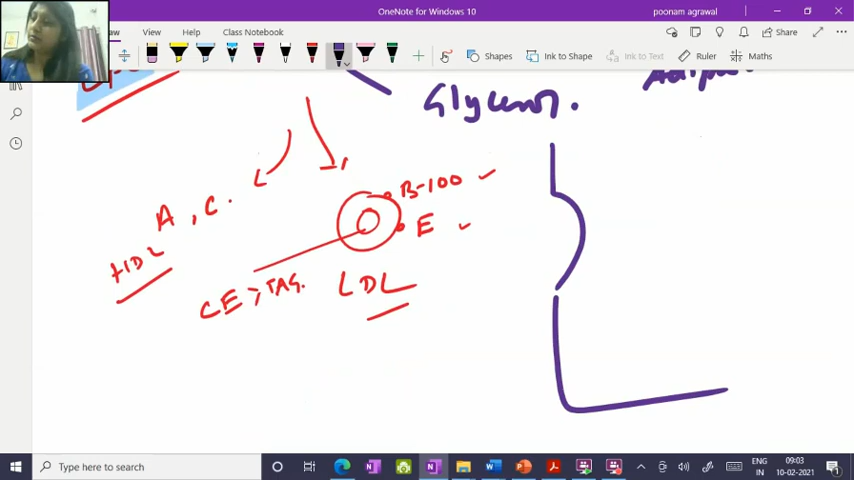 OneNote for Windows 10
poonam agrawal
View Help Class Notebook
Share
Shapes
Ink to Shape
Ink to Text
Ruler
Maths
Glycerol.
A, C.
B-100
E
HDL
CE > TAG.
LDL
Type here to search
ENG
IN
09:03
10-02-2021